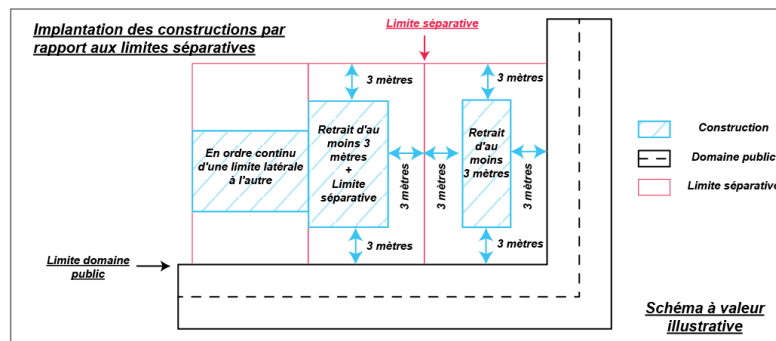 Implantation des constructions par
rapport aux limites séparatives
Limite séparative
3 mètres
3 mètres
En ordre continu
d'une limite latérale
à l'autre
Retrait d'au
moins 3
mètres
+
Limite
séparative
3 mètres
3 mètres
Retrait
d'au
moins
3 mètres
3 mètres
3 mètres
3 mètres
Limite domaine
public
Construction
Domaine public
Limite séparative
Schéma à valeur
illustrative